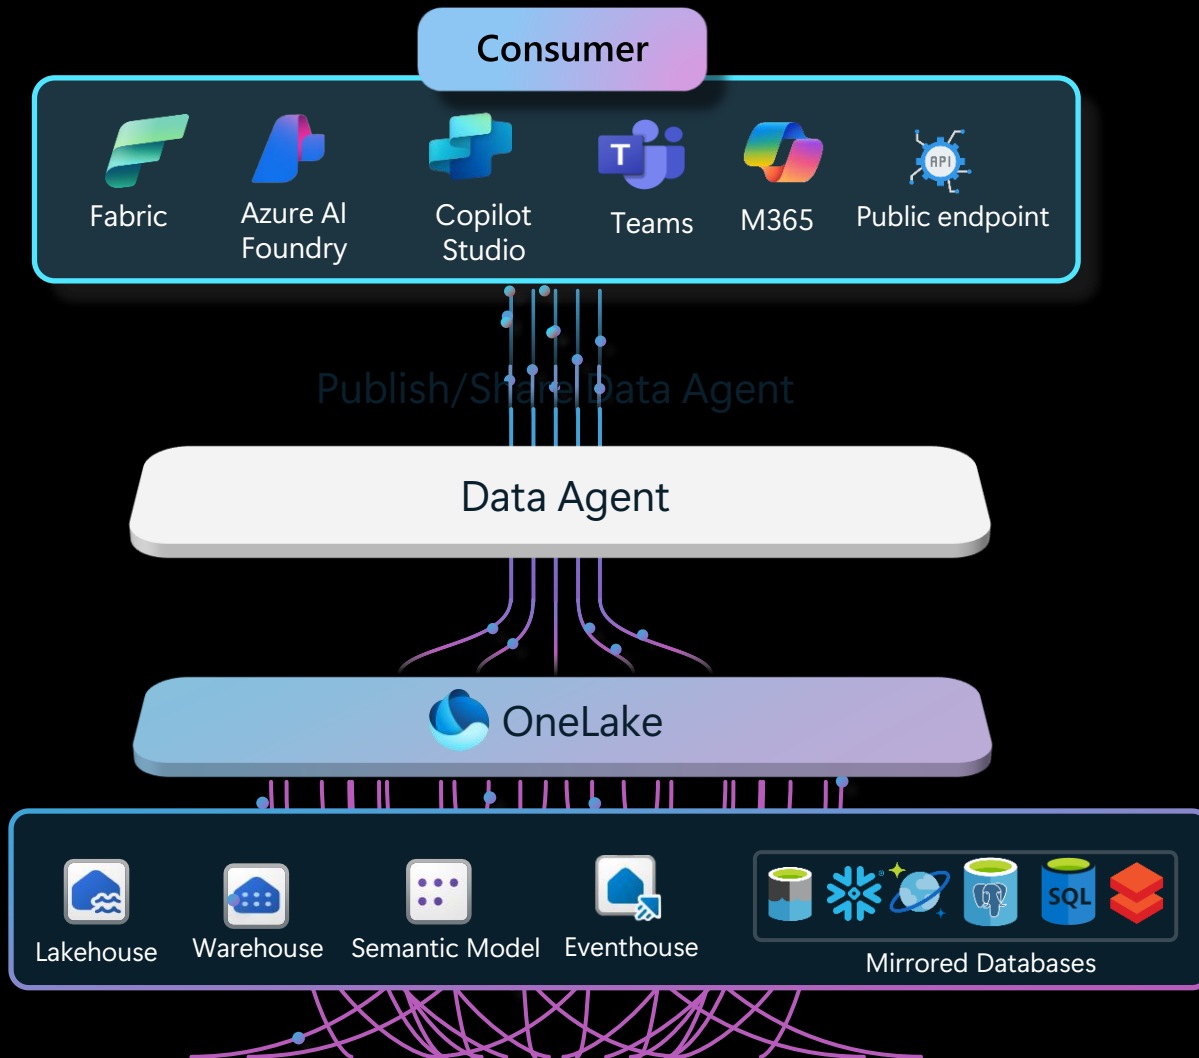 Consumer
Fabric
Azure AI
Foundry
Copilot
Studio
T
Teams
M365
API
Public endpoint
Publish/Share Data Agent
Data Agent
OneLake
Lakehouse
Warehouse
Semantic Model
Eventhouse
SQL
Mirrored Databases